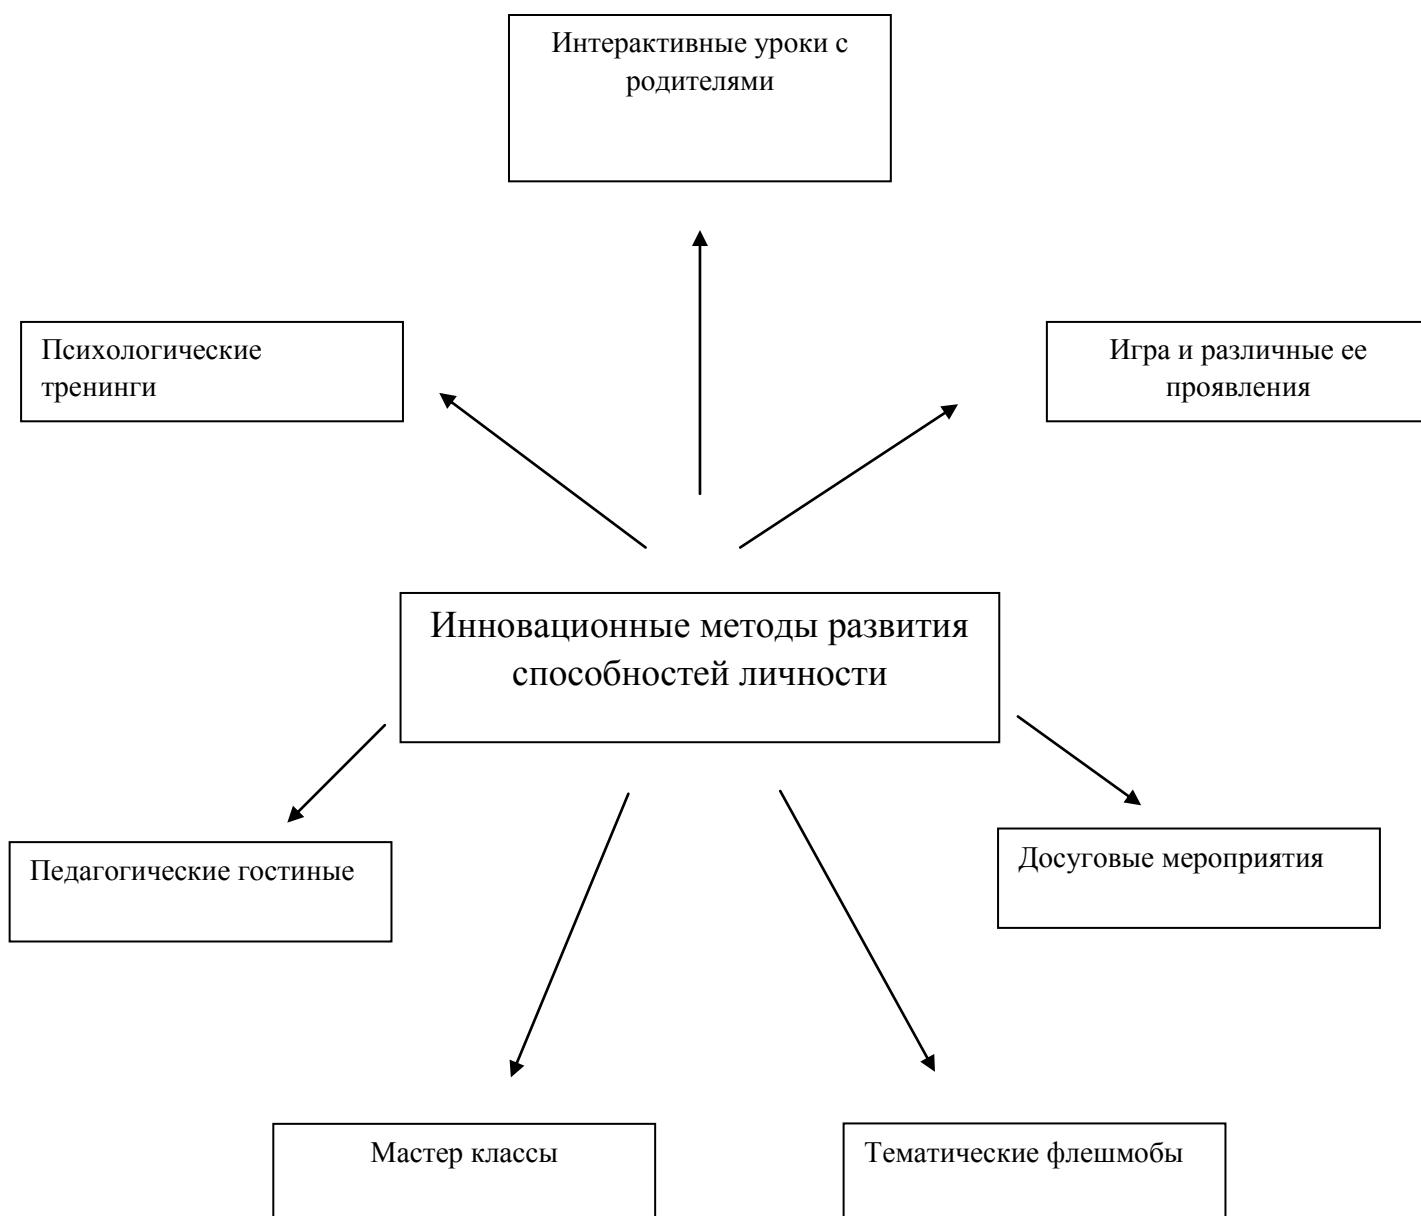 Интерактивные уроки с
родителями
Психологические
тренинги
Игра и различные ее
проявления
Инновационные методы развития
способностей личности
Педагогические гостиные
Досуговые мероприятия
Мастер классы
Тематические флешмобы